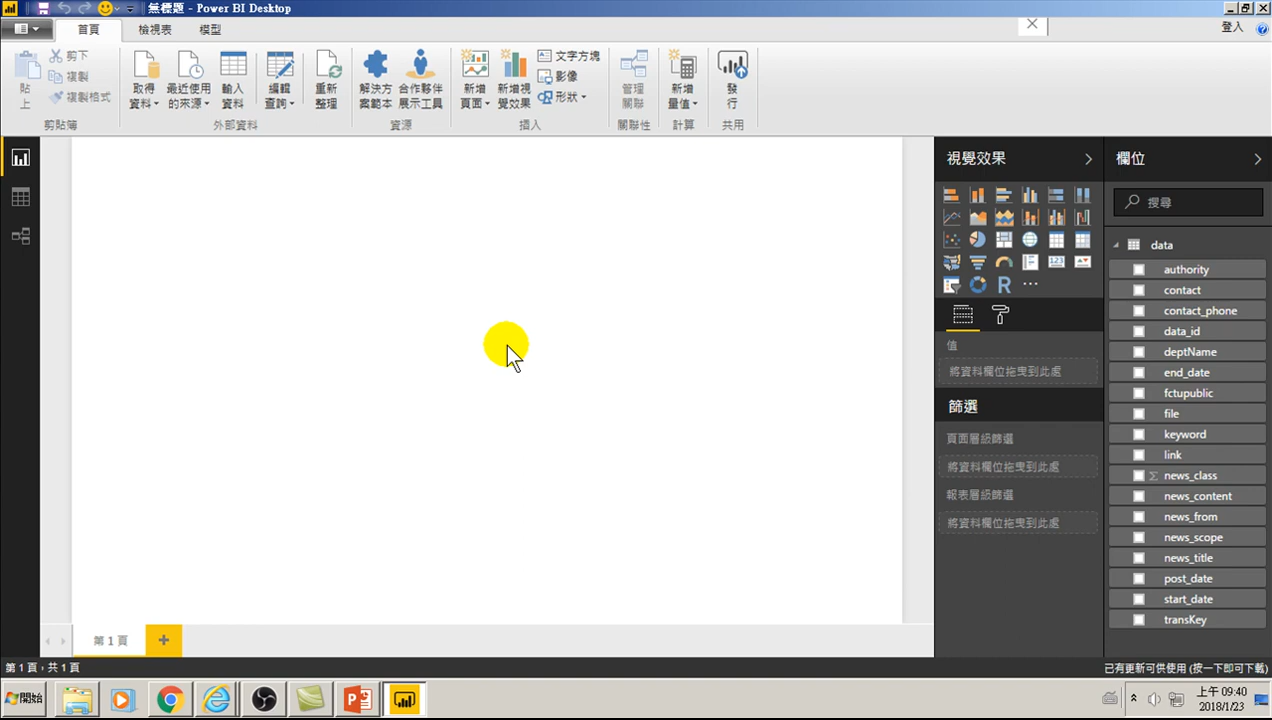 無標題 - Power BI Desktop
首頁
檢視表
模型
登入
貼上
剪下
複製
複製格式
剪貼簿
取得資料
最近使用的來源
輸入資料
編輯查詢
重新整理
外部資料
解決方案範本
合作夥伴展示工具
資源
新增頁面
新增視覺效果
文字方塊
影像
形狀
插入
管理關聯
關聯性
新增量值
計算
發行
共用
視覺效果
R
123
值
將資料欄位拖曳到此處
篩選
頁面層級篩選
將資料欄位拖曳到此處
報表層級篩選
將資料欄位拖曳到此處
欄位
搜尋
data
authority
contact
contact_phone
data_id
deptName
end_date
fctupublic
file
keyword
link
Σ news_class
news_content
news_from
news_scope
news_title
post_date
start_date
transKey
第 1 頁
第 1 頁，共 1 頁
已有更新可供使用 (按一下即可下載)
開始
上午 09:40
2018/1/23